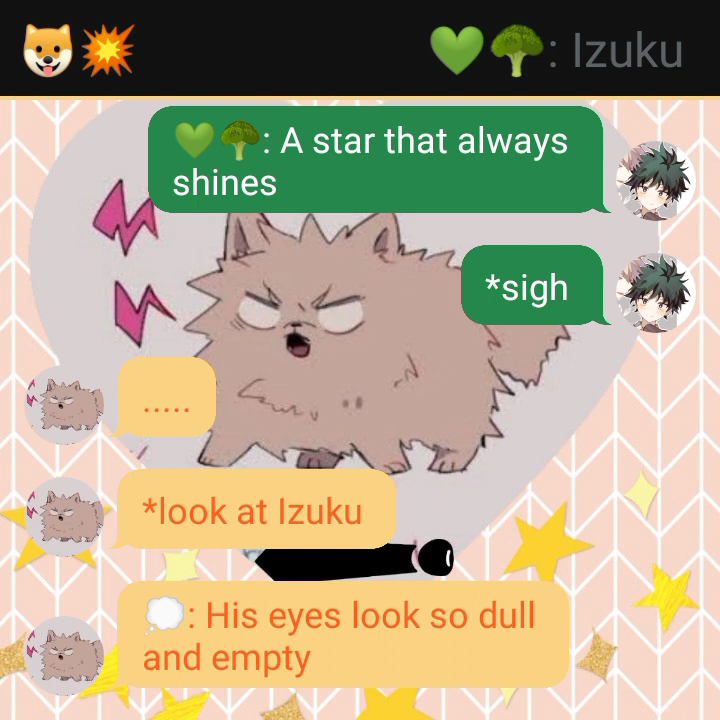 🐶💥 💚🥦: Izuku
💚🥦: A star that always
shines
*sigh
.....
*look at Izuku
💭: His eyes look so dull
and empty